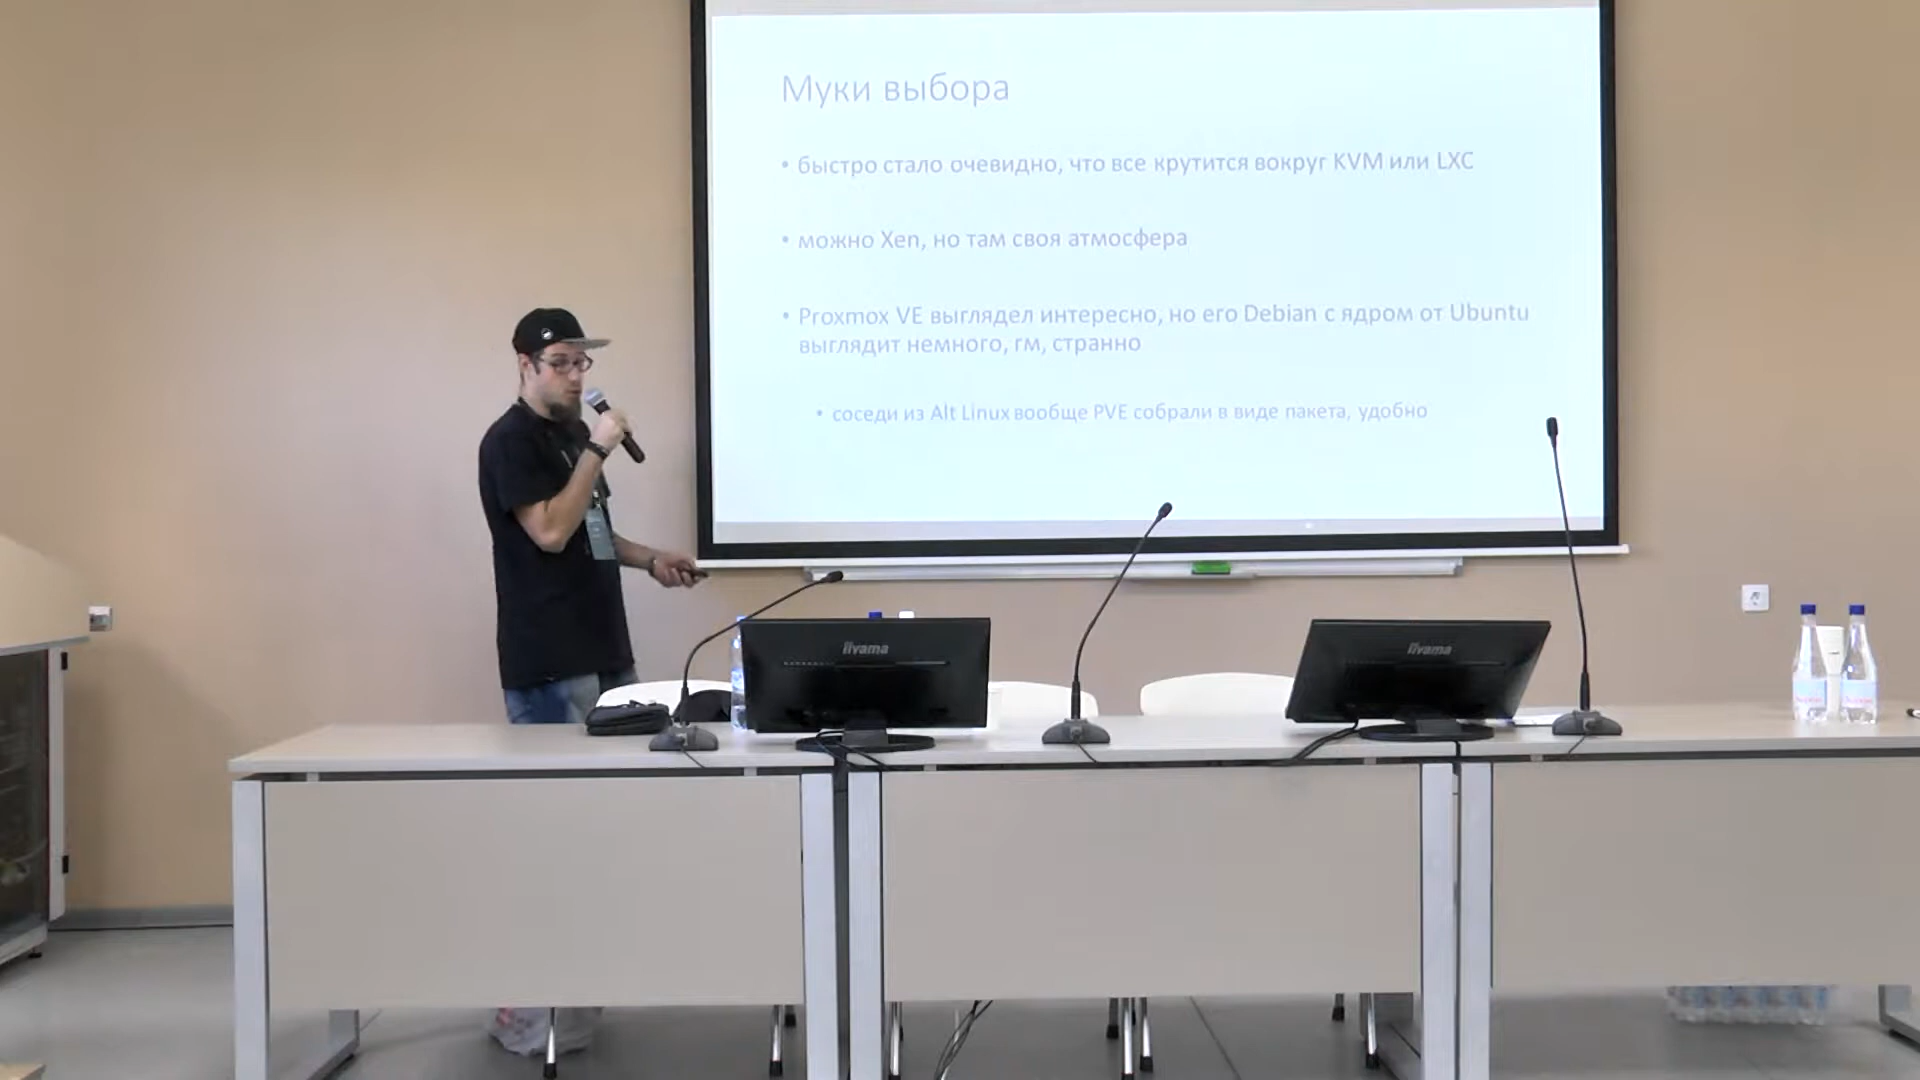 Муки выбора
• быстро стало очевидно, что все крутится вокруг KVM или LXC
• можно Xen, но там своя атмосфера
• Proxmox VE выглядел интересно, но его Debian с ядром от Ubuntu
выглядит немного, гм, странно
• соседи из Alt Linux вообще PVE собрали в виде пакета, удобно
iiyama
iiyama